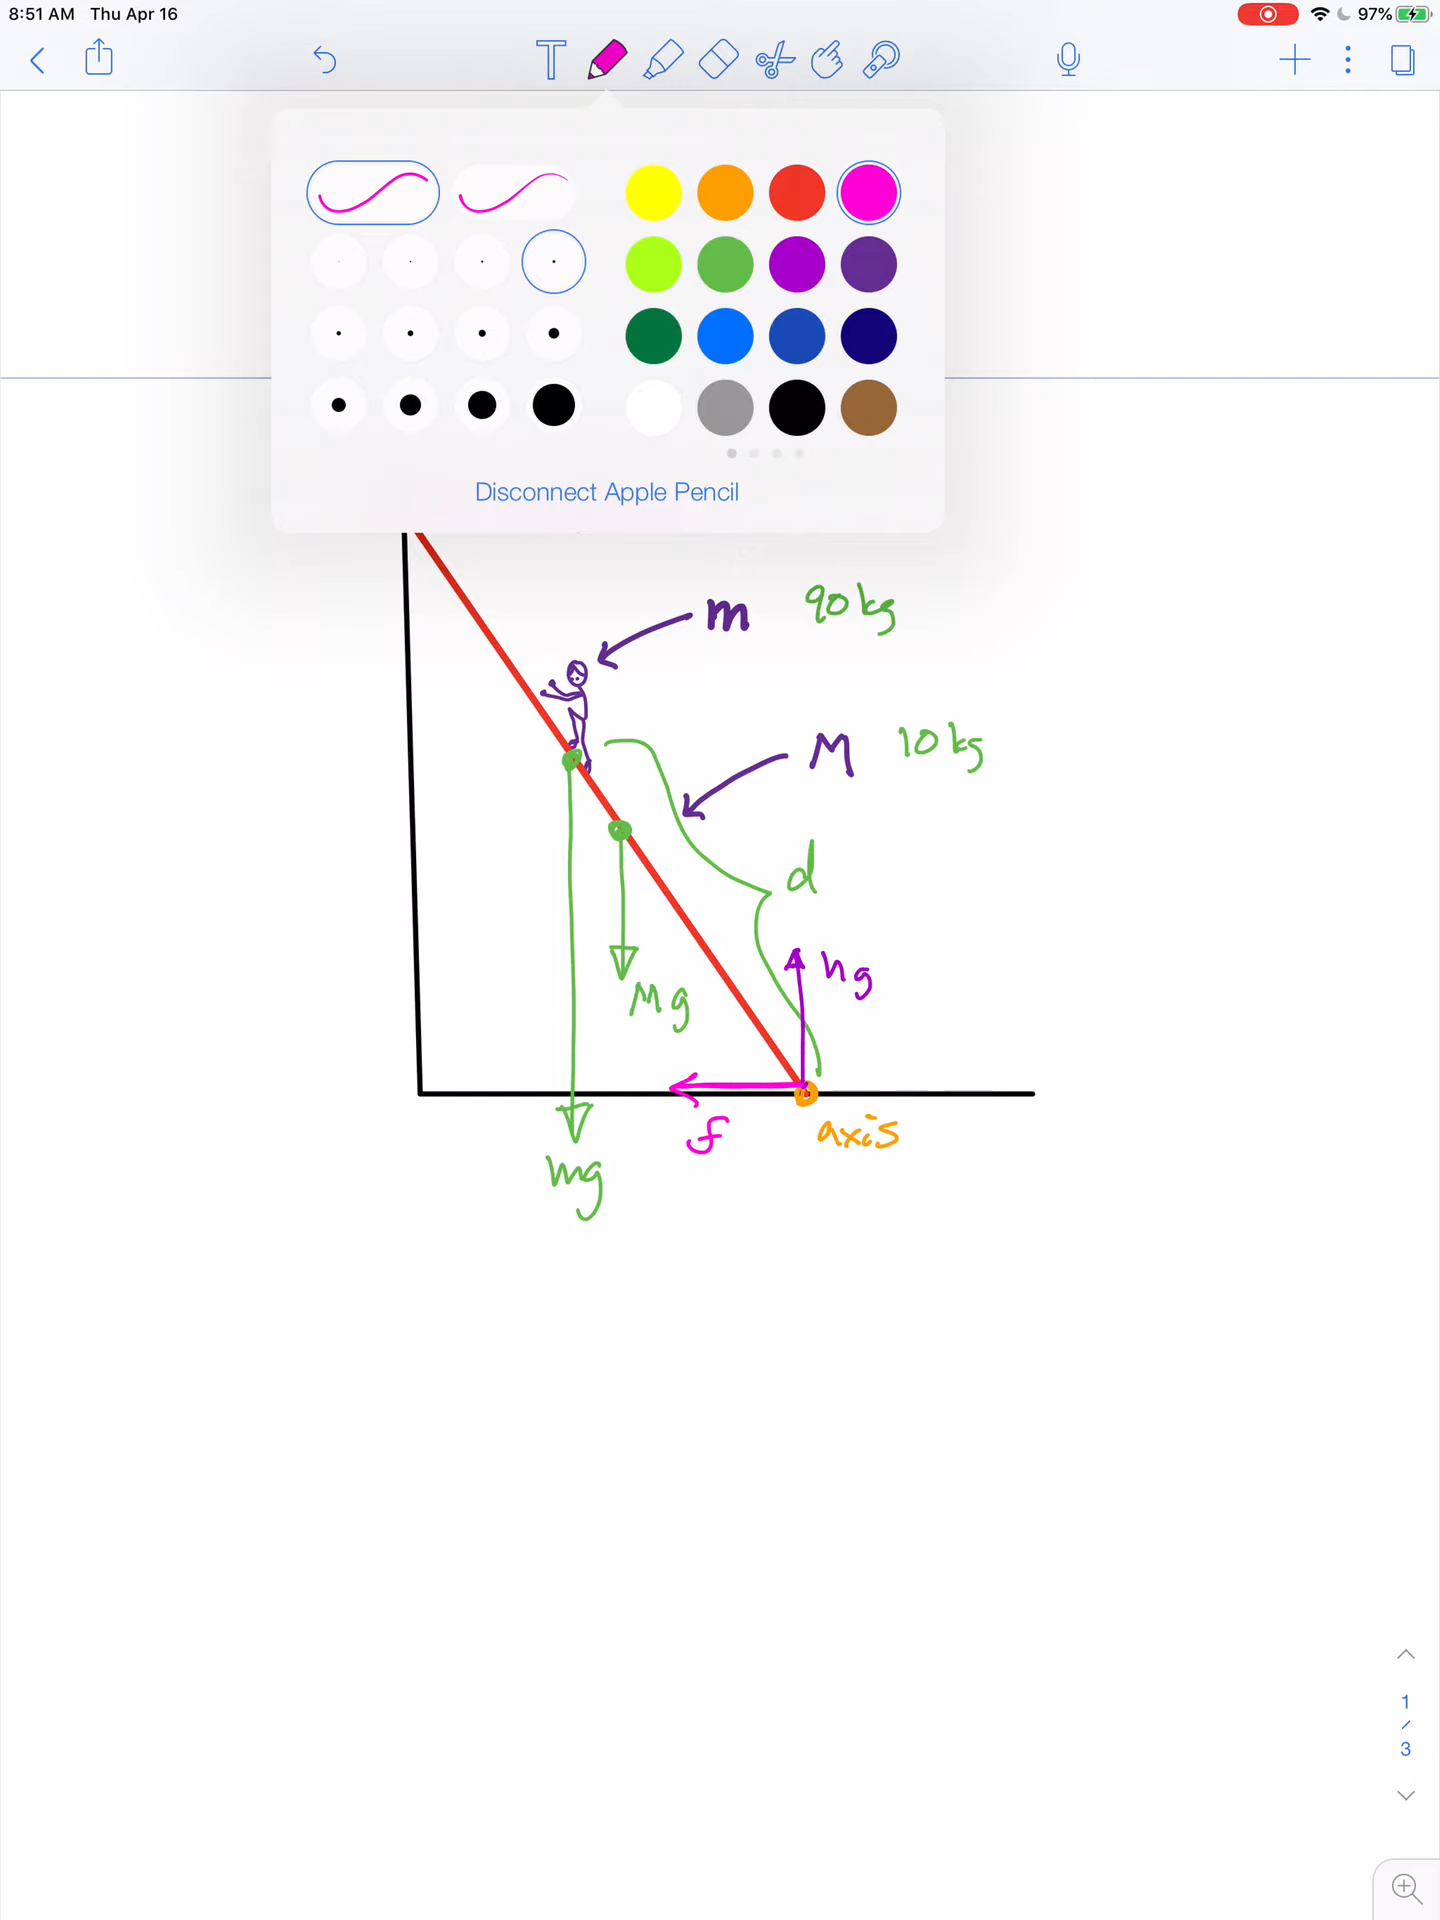 8:51 AM Thu Apr 16
97%
T
Disconnect Apple Pencil
m 90 kg
M 10 kg
d
ng
Mg
f
axis
mg
1
/
3